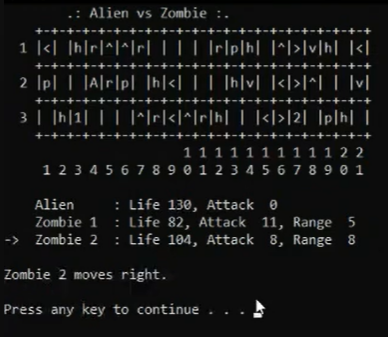 .: Alien vs Zombie :.
+-+-+-+-+-+-+-+-+-+-+-+-+-+-+-+-+-+-+-+-+-+
1 |<| |h|r|^|^|r| | | | |r|p|h| |^|>|v|h| |<|
+-+-+-+-+-+-+-+-+-+-+-+-+-+-+-+-+-+-+-+-+-+
2 |p| | |A|r|p| |h|<| | | |h|v| |<|>|^| | |v|
+-+-+-+-+-+-+-+-+-+-+-+-+-+-+-+-+-+-+-+-+-+
3 | |h|1| | | |^|r|<|^|r|h| | |<|>|2| |p|h| |
+-+-+-+-+-+-+-+-+-+-+-+-+-+-+-+-+-+-+-+-+-+
1 1 1 1 1 1 1 1 1 1 2 2
1 2 3 4 5 6 7 8 9 0 1 2 3 4 5 6 7 8 9 0 1
Alien : Life 130, Attack 0
Zombie 1 : Life 82, Attack 11, Range 5
-> Zombie 2 : Life 104, Attack 8, Range 8
Zombie 2 moves right.
Press any key to continue . . .